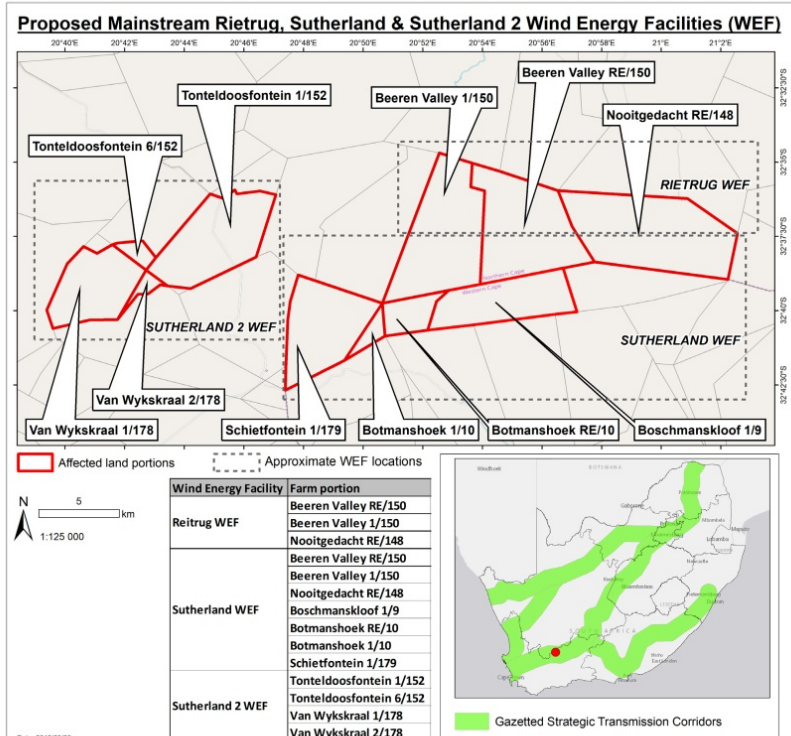 Proposed Mainstream Rietrug, Sutherland & Sutherland 2 Wind Energy Facilities (WEF)
20°40'E 20°42'E 20°44'E 20°46'E 20°50'E 20°52'E 20°54'E 20°56'E 21°E 21°2'E
32°32'30"S
32°35'S
32°37'30"S
32°40'S
32°42'30"S
Tonteldoosfontein 1/152
Tonteldoosfontein 6/152
Beeren Valley 1/150
Beeren Valley RE/150
Nooitgedacht RE/148
RIETRUG WEF
Northern Cape
Western Cape
SUTHERLAND 2 WEF
SUTHERLAND WEF
Van Wykskraal 2/178
Van Wykskraal 1/178
Schietfontein 1/179
Botmanshoek 1/10
Botmanshoek RE/10
Boschmanskloof 1/9
Affected land portions
Approximate WEF locations
N
5
km
1:125 000
Wind Energy Facility Farm portion
Reitrug WEF
Beeren Valley RE/150
Beeren Valley 1/150
Nooitgedacht RE/148
Sutherland WEF
Beeren Valley RE/150
Beeren Valley 1/150
Nooitgedacht RE/148
Boschmanskloof 1/9
Botmanshoek RE/10
Botmanshoek 1/10
Schietfontein 1/179
Sutherland 2 WEF
Tonteldoosfontein 1/152
Tonteldoosfontein 6/152
Van Wykskraal 1/178
Van Wykskraal 2/178
BOTSWANA
SOUTH AFRICA
Gazetted Strategic Transmission Corridors